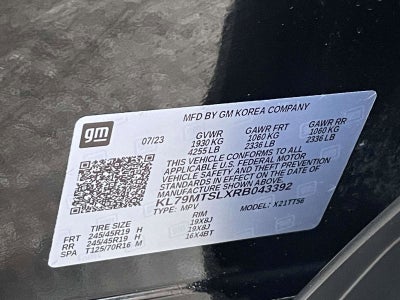 gm
MFD BY GM KOREA COMPANY
07/23 GVWR GAWR FRT GAWR RR
1930 KG 1060 KG 1060 KG
4255 LB 2336 LB 2336 LB
THIS VEHICLE CONFORMS TO ALL
APPLICABLE U.S. FEDERAL MOTOR
VEHICLE SAFETY AND THEFT PREVENTION
STANDARDS IN EFFECT ON THE DATE OF
MANUFACTURE SHOWN ABOVE.
KL79MTSLXRB043392
TYPE: MPV MODEL: X21TT56
TIRE SIZE RIM
FRT 245/45R19 H 19X8J
RR 245/45R19 H 19X8J
SPA T125/70R16 M 16X4BT